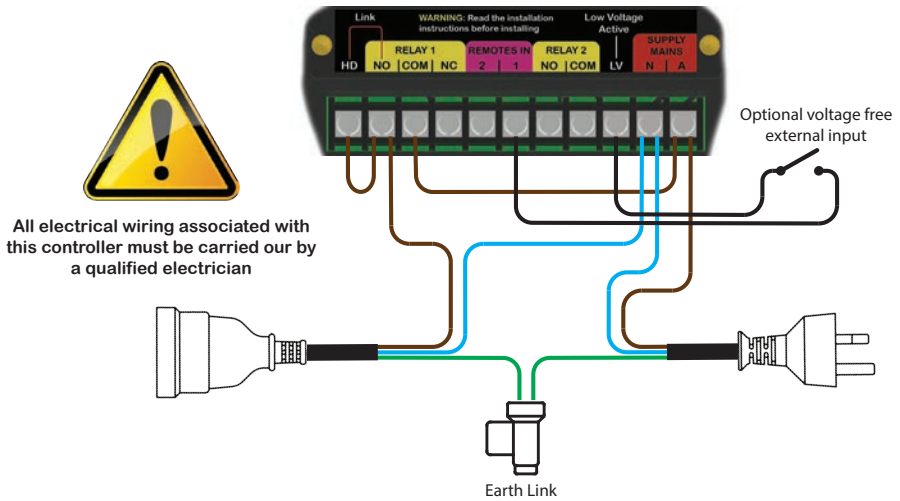 Link
WARNING: Read the installation
instructions before installing
Low Voltage
Active
HD
RELAY 1
NO | COM | NC
REMOTES IN
2 | 1
RELAY 2
NO | COM
LV
SUPPLY
MAINS
N | A
Optional voltage free
external input
All electrical wiring associated with
this controller must be carried our by
a qualified electrician
Earth Link